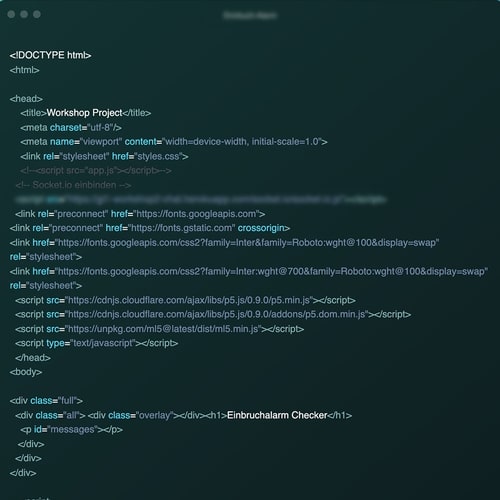 <!DOCTYPE html>
<html>
<head>
<title>Workshop Project</title>
<meta charset="utf-8"/>
<meta name="viewport" content="width=device-width, initial-scale=1.0">
<link rel="stylesheet" href="styles.css">
<!--<script src="app.js"></script>-->
<!-- Socket.io einbinden -->
<link rel="preconnect" href="https://fonts.googleapis.com">
<link rel="preconnect" href="https://fonts.gstatic.com" crossorigin>
<link href="https://fonts.googleapis.com/css2?family=Inter&family=Roboto:wght@100&display=swap"
rel="stylesheet">
<link href="https://fonts.googleapis.com/css2?family=Inter:wght@700&family=Roboto:wght@100&display=swap"
rel="stylesheet">
<script src="https://cdnjs.cloudflare.com/ajax/libs/p5.js/0.9.0/p5.min.js"></script>
<script src="https://cdnjs.cloudflare.com/ajax/libs/p5.js/0.9.0/addons/p5.dom.min.js"></script>
<script src="https://unpkg.com/ml5@latest/dist/ml5.min.js"></script>
<script type="text/javascript"></script>
</head>
<body>
<div class="full">
<div class="all"> <div class="overlay"></div><h1>Einbruchalarm Checker</h1>
<p id="messages"></p>
</div>
</div>
</div>